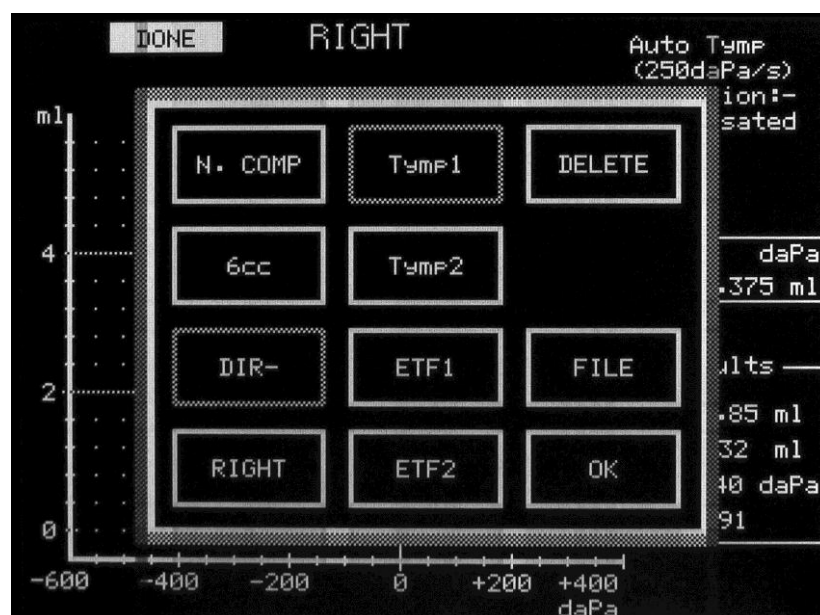 DONE
RIGHT
Auto Tymp
(250daPa/s)
ion:-
sated
ml
N. COMP
Tymp1
DELETE
6cc
Tymp2
DIR-
ETF1
FILE
RIGHT
ETF2
OK
4
2
0
daPa
.375 ml
ults
.85 ml
32 ml
40 daPa
91
-600
-400
-200
0
+200
+400
daPa